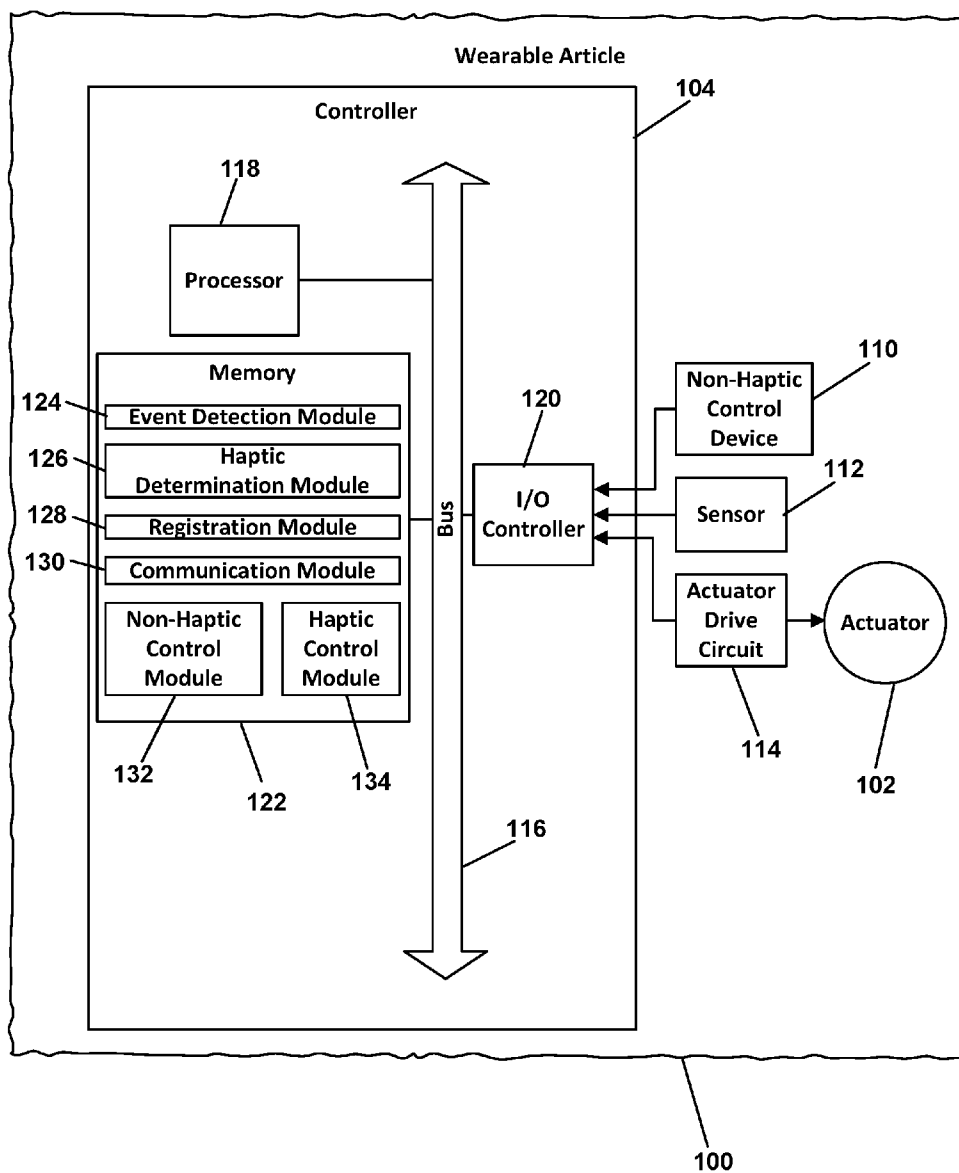 Wearable Article
104
Controller
118
Processor
Memory
124
Event Detection Module
126
Haptic
Determination Module
128
Registration Module
130
Communication Module
Non-Haptic
Control
Module
Haptic
Control
Module
132
122
134
Bus
116
120
I/O
Controller
110
Non-Haptic
Control
Device
112
Sensor
Actuator
Drive
Circuit
114
Actuator
102
100